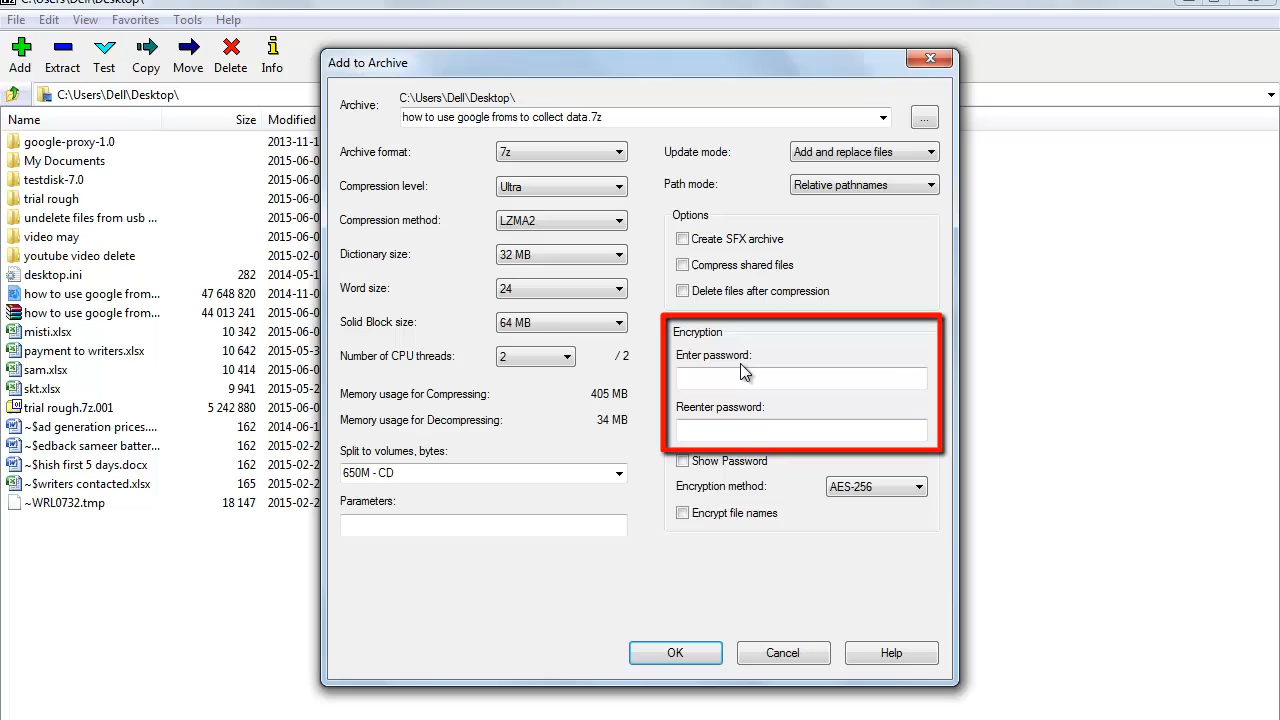 C:\Users\Dell\Desktop\
File Edit View Favorites Tools Help
Add Extract Test Copy Move Delete Info
C:\Users\Dell\Desktop\
Name Size Modified
google-proxy-1.0 2013-11-1
My Documents 2015-06-0
testdisk-7.0 2015-06-0
trial rough 2015-06-0
undelete files from usb ... 2015-06-0
video may 2015-06-0
youtube video delete 2015-02-0
desktop.ini 282 2014-05-1
how to use google from... 47 648 820 2014-11-0
how to use google from... 44 013 241 2015-06-0
misti.xlsx 10 342 2015-06-0
payment to writers.xlsx 10 642 2015-05-3
sam.xlsx 10 414 2015-05-2
skt.xlsx 9 941 2015-05-2
trial rough.7z.001 5 242 880 2015-06-0
~$ad generation prices.... 162 2014-06-1
~$edback sameer batter... 162 2015-02-0
~$hish first 5 days.docx 162 2015-02-2
~$writers contacted.xlsx 165 2015-02-2
~WRL0732.tmp 18 147 2015-02-2
Add to Archive
Archive:
C:\Users\Dell\Desktop\
how to use google froms to collect data.7z
...
Archive format: 7z
Compression level: Ultra
Compression method: LZMA2
Dictionary size: 32 MB
Word size: 24
Solid Block size: 64 MB
Number of CPU threads: 2 / 2
Memory usage for Compressing: 405 MB
Memory usage for Decompressing: 34 MB
Split to volumes, bytes:
650M - CD
Parameters:
Update mode: Add and replace files
Path mode: Relative pathnames
Options
Create SFX archive
Compress shared files
Delete files after compression
Encryption
Enter password:
Reenter password:
Show Password
Encryption method: AES-256
Encrypt file names
OK Cancel Help